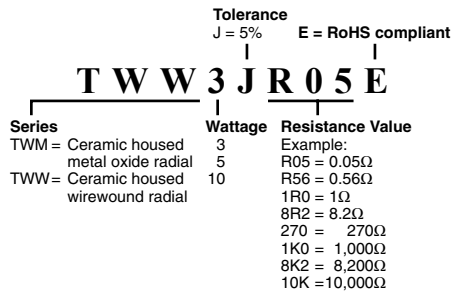 Tolerance
J = 5%
E = RoHS compliant
T W W 3 J R 0 5 E
Series
TWM = Ceramic housed
metal oxide radial
TWW = Ceramic housed
wirewound radial
Wattage
3
5
10
Resistance Value
Example:
R05 = 0.05Ω
R56 = 0.56Ω
1R0 = 1Ω
8R2 = 8.2Ω
270 = 270Ω
1K0 = 1,000Ω
8K2 = 8,200Ω
10K =10,000Ω